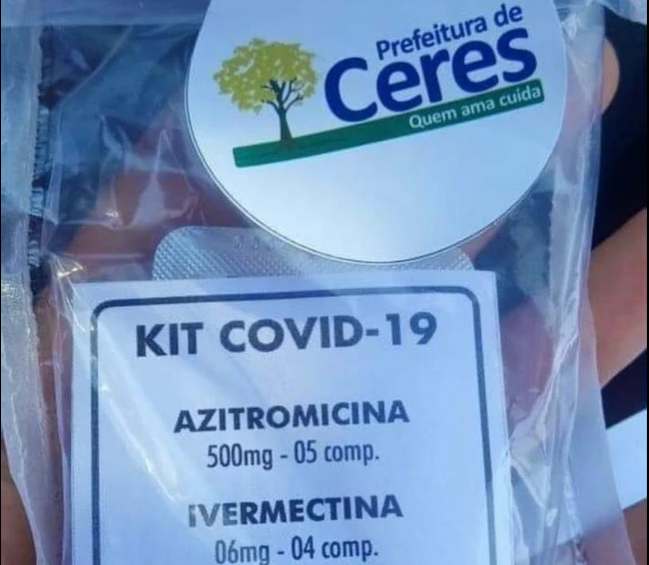 Prefeitura de
Ceres
Quem ama cuida
KIT COVID-19
AZITROMICINA
500mg - 05 comp.
IVERMECTINA
06mg - 04 comp.